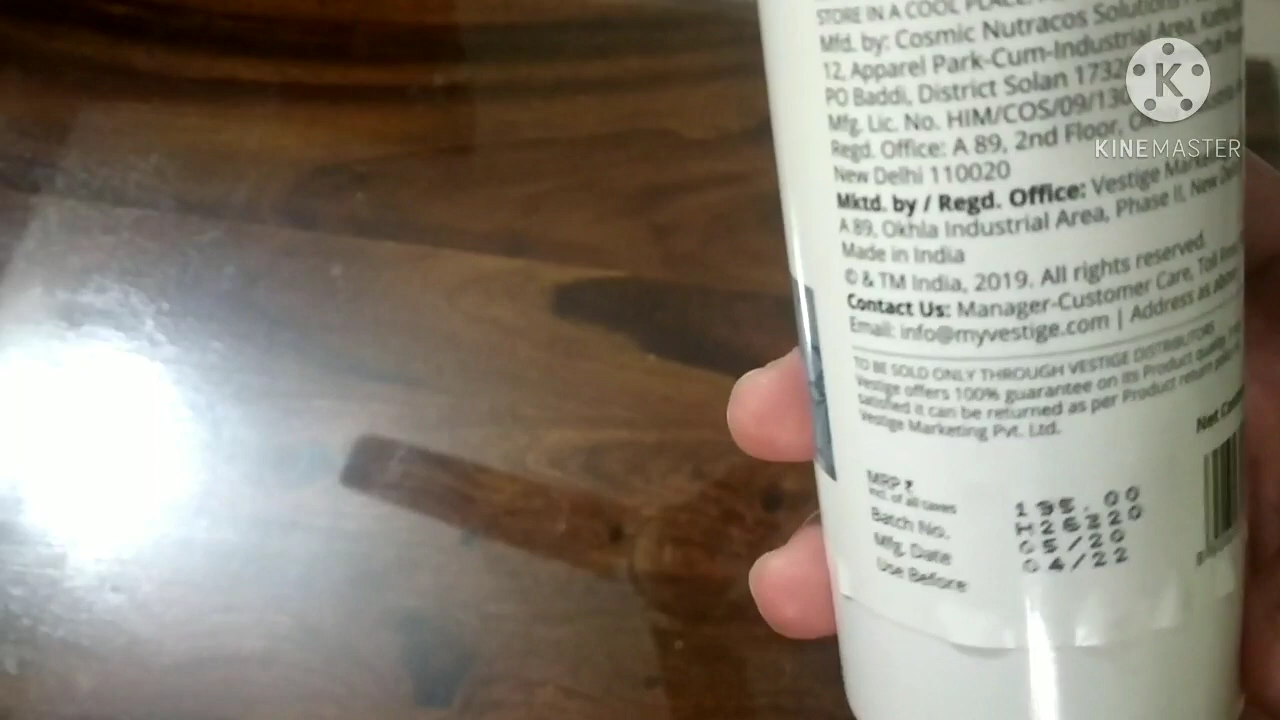 STORE IN A COOL PLACE.
Mfd. by: Cosmic Nutracos Solutions
12, Apparel Park-Cum-Industrial Area,
PO Baddi, District Solan
Mfg. Lic. No. HIM/COS/09/
Regd. Office: A 89, 2nd Floor,
New Delhi 110020
Mktd. by / Regd. Office: Vestige
A 89, Okhla Industrial Area, Phase II, New
Made in India
© & TM India, 2019. All rights reserved.
Contact Us: Manager-Customer Care, Toll
Email: info@myvestige.com | Address as
TO BE SOLD ONLY THROUGH VESTIGE DISTRIBUTORS
Vestige offers 100% guarantee on its Product quality,
satisfied it can be returned as per Product return
Vestige Marketing Pvt. Ltd.
Net
MRP ₹ 195.00
incl. of all taxes
Batch No. H26320
Mfg. Date 05/20
Use Before 04/22
K
KINEMASTER